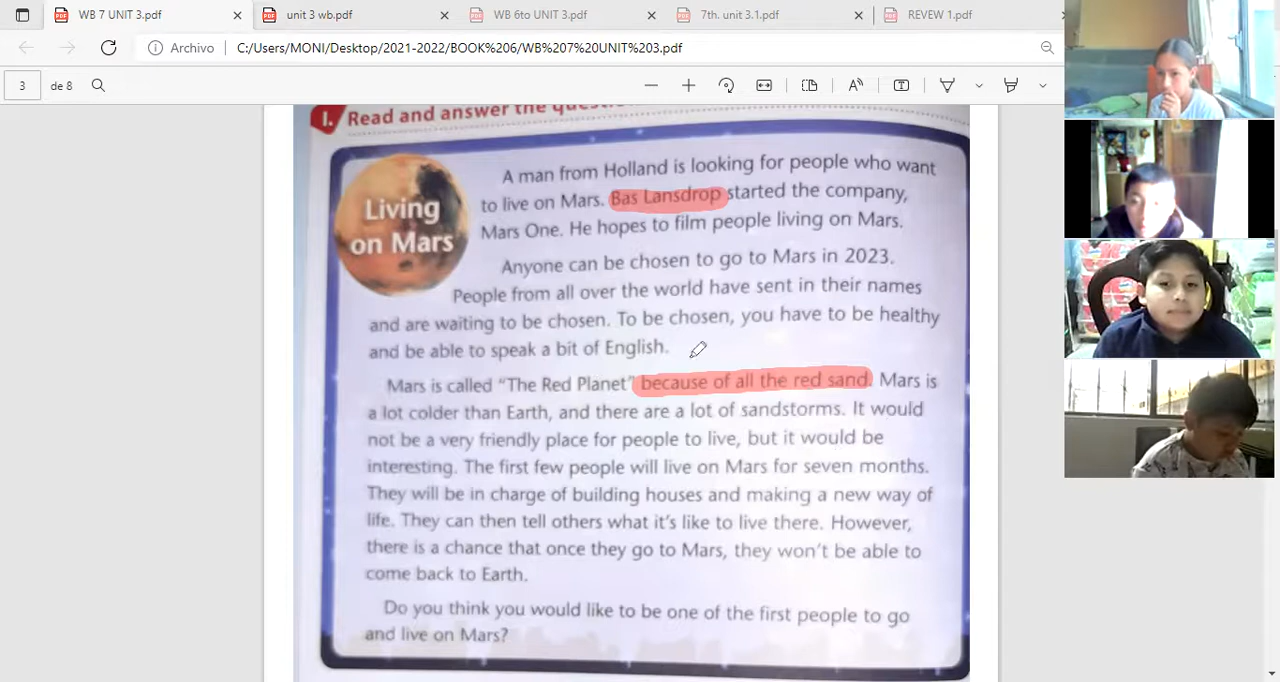 WB 7 UNIT 3.pdf
unit 3 wb.pdf
WB 6to UNIT 3.pdf
7th. unit 3.1.pdf
REVEW 1.pdf
Archivo
C:/Users/MONI/Desktop/2021-2022/BOOK%206/WB%207%20UNIT%203.pdf
3 de 8
I. Read and answer the
Living
on Mars
A man from Holland is looking for people who want
to live on Mars. Bas Lansdrop started the company,
Mars One. He hopes to film people living on Mars.
Anyone can be chosen to go to Mars in 2023.
People from all over the world have sent in their names
and are waiting to be chosen. To be chosen, you have to be healthy
and be able to speak a bit of English.
Mars is called “The Red Planet” because of all the red sand. Mars is
a lot colder than Earth, and there are a lot of sandstorms. It would
not be a very friendly place for people to live, but it would be
interesting. The first few people will live on Mars for seven months.
They will be in charge of building houses and making a new way of
life. They can then tell others what it’s like to live there. However,
there is a chance that once they go to Mars, they won’t be able to
come back to Earth.
Do you think you would like to be one of the first people to go
and live on Mars?